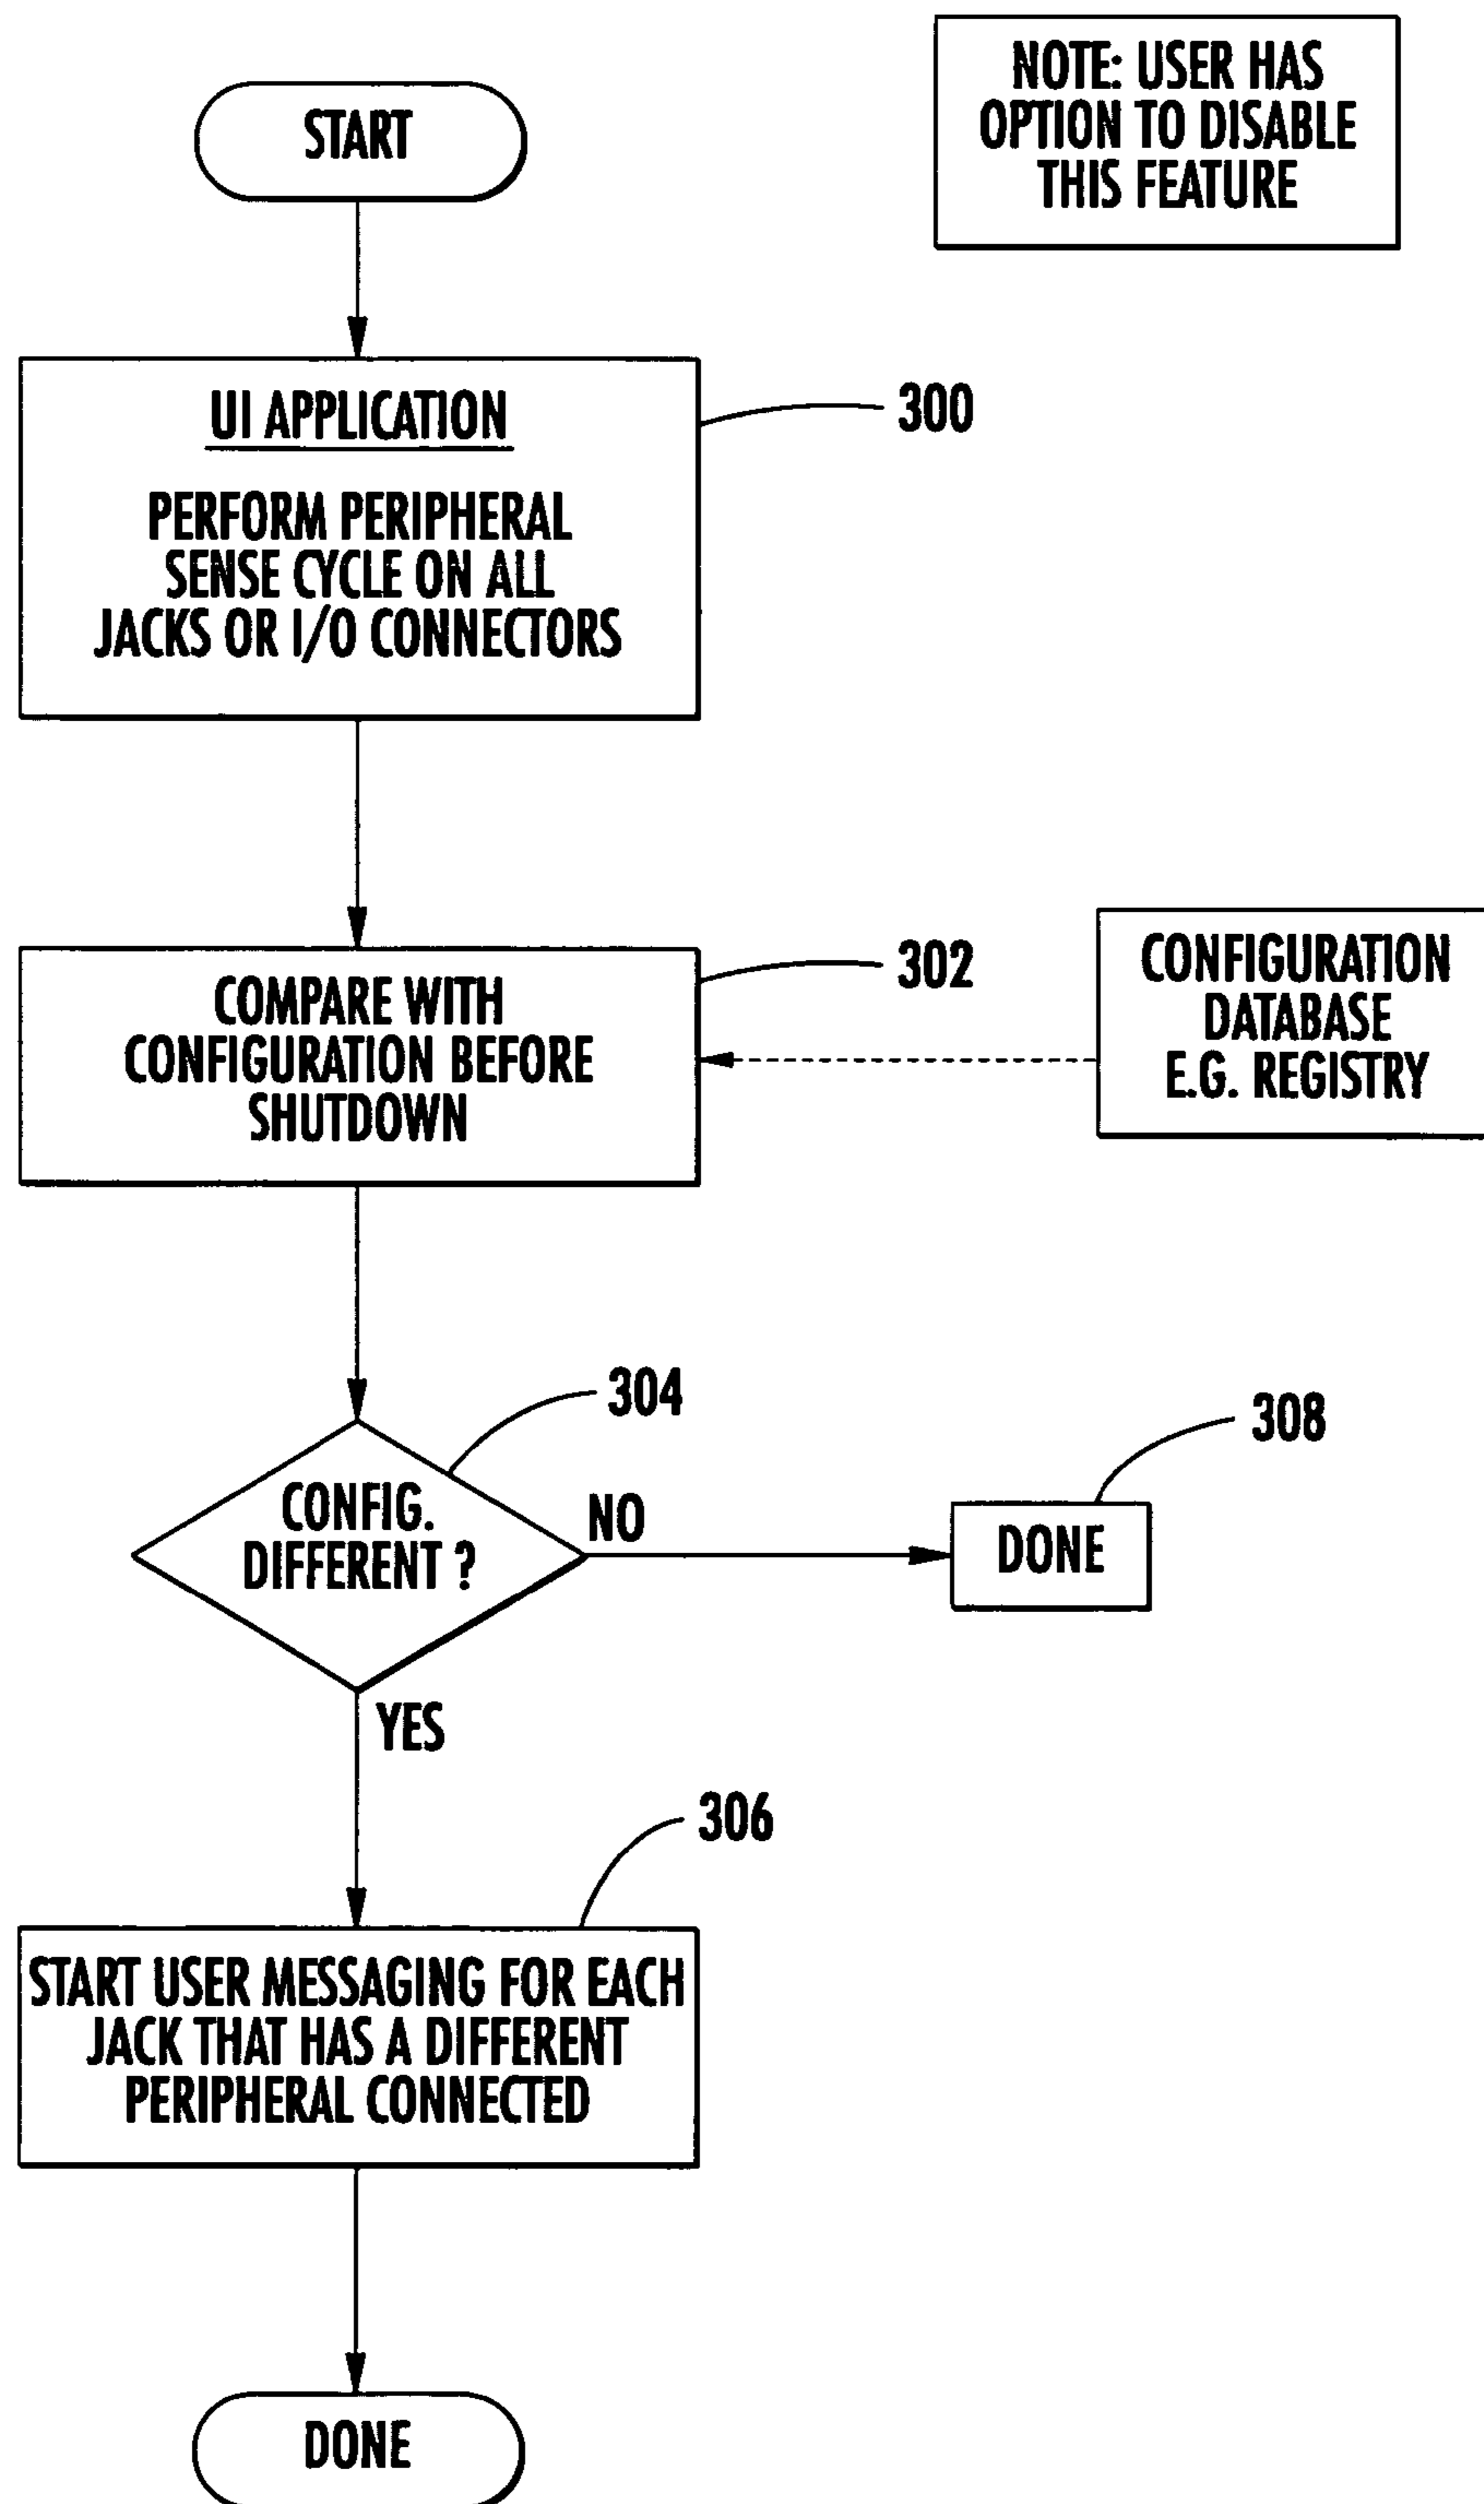 START
NOTE: USER HAS
OPTION TO DISABLE
THIS FEATURE
UI APPLICATION
300
PERFORM PERIPHERAL
SENSE CYCLE ON ALL
JACKS OR I/O CONNECTORS
COMPARE WITH
CONFIGURATION BEFORE
SHUTDOWN
302
CONFIGURATION
DATABASE
E.G. REGISTRY
304
CONFIG.
DIFFERENT ?
NO
308
DONE
YES
306
START USER MESSAGING FOR EACH
JACK THAT HAS A DIFFERENT
PERIPHERAL CONNECTED
DONE